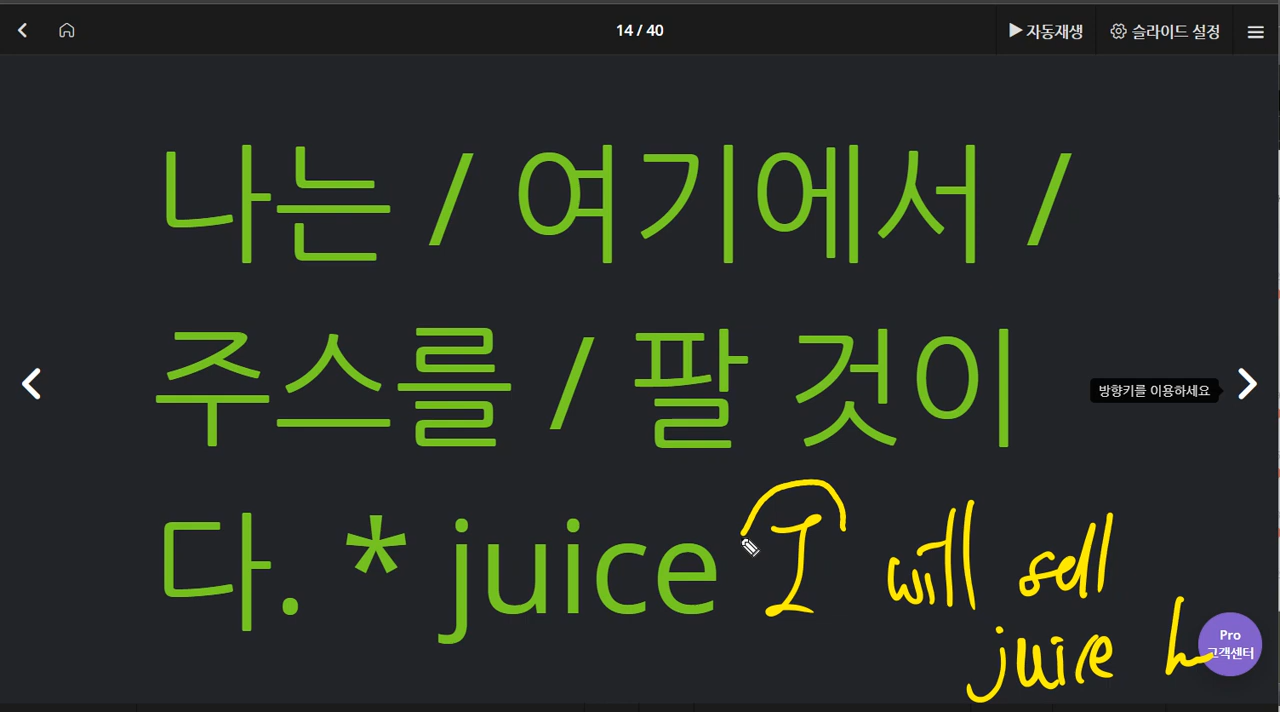 14 / 40
▶ 자동재생
슬라이드 설정
나는 / 여기에서 /
주스를 / 팔 것이
방향키를 이용하세요
다. * juice
I will sell
juice h
Pro
고객센터